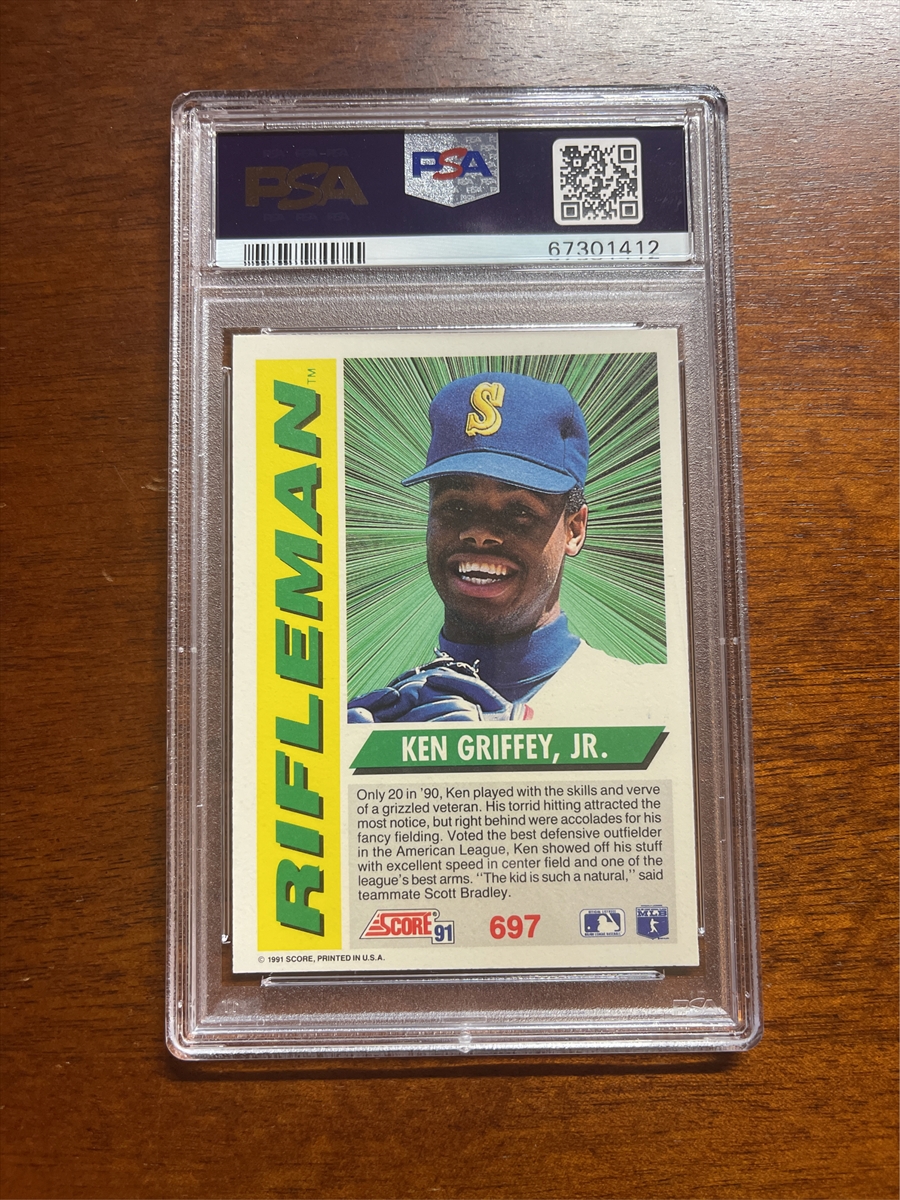 PSA
PSA
67301412
RIFLEMAN™
S
KEN GRIFFEY, JR.
Only 20 in '90, Ken played with the skills and verve
of a grizzled veteran. His torrid hitting attracted the
most notice, but right behind were accolades for his
fancy fielding. Voted the best defensive outfielder
in the American League, Ken showed off his stuff
with excellent speed in center field and one of the
league's best arms. "The kid is such a natural," said
teammate Scott Bradley.
SCORE® 91
697
© 1991 SCORE, PRINTED IN U.S.A.
PSA